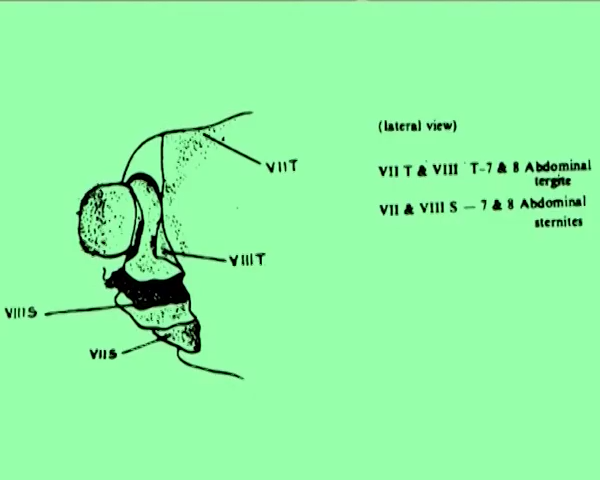 (lateral view)
VII T & VIII T-7 & 8 Abdominal
tergite
VII & VIII S — 7 & 8 Abdominal
sternites
VIIT
VIIIT
VIIIS
VIIS